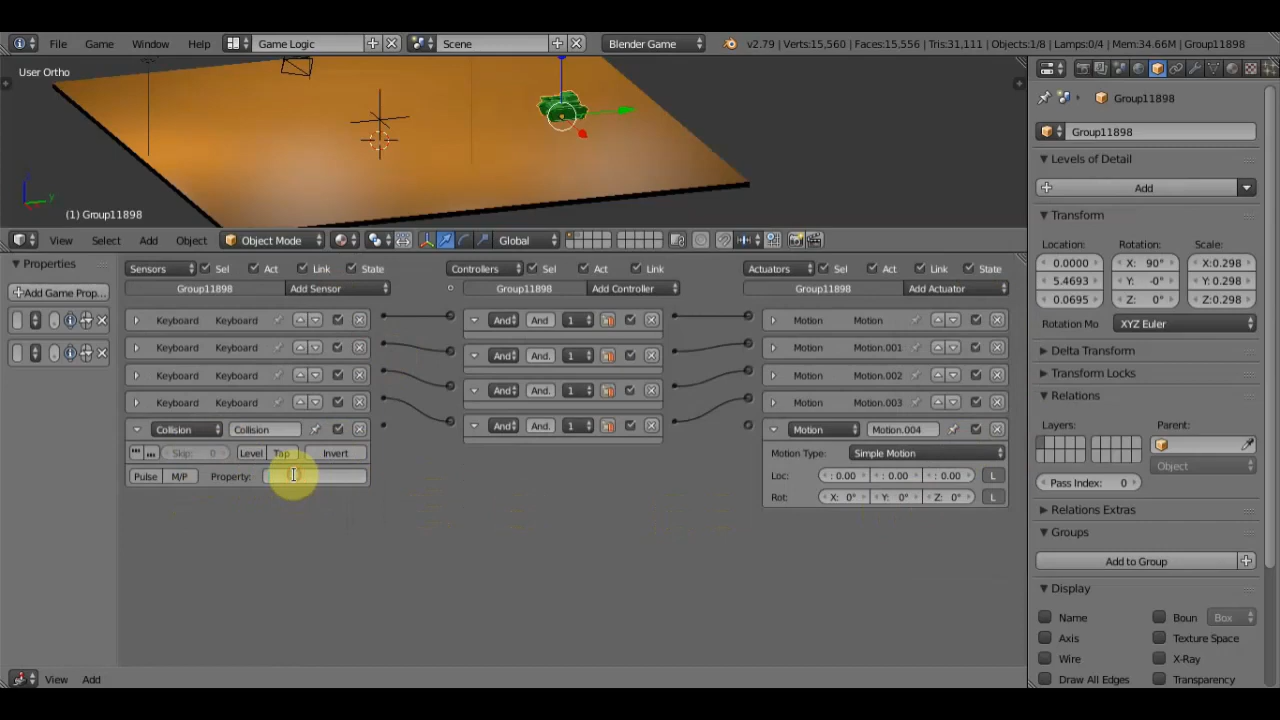 File Game Window Help Game Logic Scene Blender Game v2.79 | Verts:15,560 | Faces:15,556 | Tris:31,111 | Objects:1/8 | Lamps:0/4 | Mem:34.66M | Group11898
User Ortho
Group11898
Group11898
Levels of Detail
Add
(1) Group11898
Transform
View Select Add Object Object Mode Global
Location: Rotation: Scale:
0.0000 X: 90° X:0.298
5.4693 Y: -0° Y:0.298
0.0695 Z: 0° Z:0.298
Rotation Mo XYZ Euler
Delta Transform
Transform Locks
Relations
Layers: Parent:
Object
Pass Index: 0
Relations Extras
Groups
Add to Group
Display
Name Boun Box
Axis Texture Space
Wire X-Ray
Draw All Edges Transparency
Properties
Add Game Prop...
Sensors Sel Act Link State
Group11898 Add Sensor
Keyboard Keyboard
Keyboard Keyboard
Keyboard Keyboard
Keyboard Keyboard
Collision Collision
Skip: 0 Level Tap Invert
Pulse M/P Property:
Controllers Sel Act Link
Group11898 Add Controller
And And 1
And And. 1
And And. 1
And And. 1
Actuators Sel Act Link State
Group11898 Add Actuator
Motion Motion
Motion Motion.001
Motion Motion.002
Motion Motion.003
Motion Motion.004
Motion Type: Simple Motion
Loc: : 0.00 : 0.00 : 0.00 L
Rot: X: 0° Y: 0° Z: 0° L
View Add